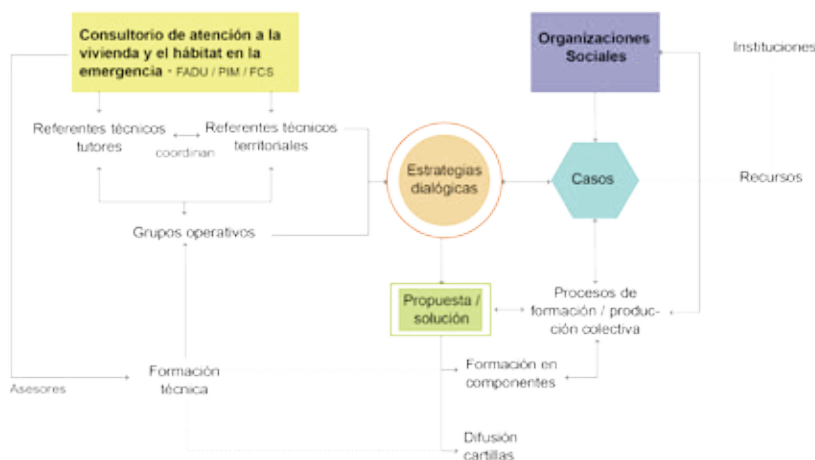 Consultorio de atención a la
vivienda y el hábitat en la
emergencia - FADU / PIM / FCS
Organizaciones
Sociales
Instituciones
Referentes técnicos
tutores
coordinan
Referentes técnicos
territoriales
Estrategias
dialógicas
Casos
Recursos
Grupos operativos
Propuesta /
solución
Procesos de
formación / produc-
ción colectiva
Asesores
Formación
técnica
Formación en
componentes
Difusión
cartillas